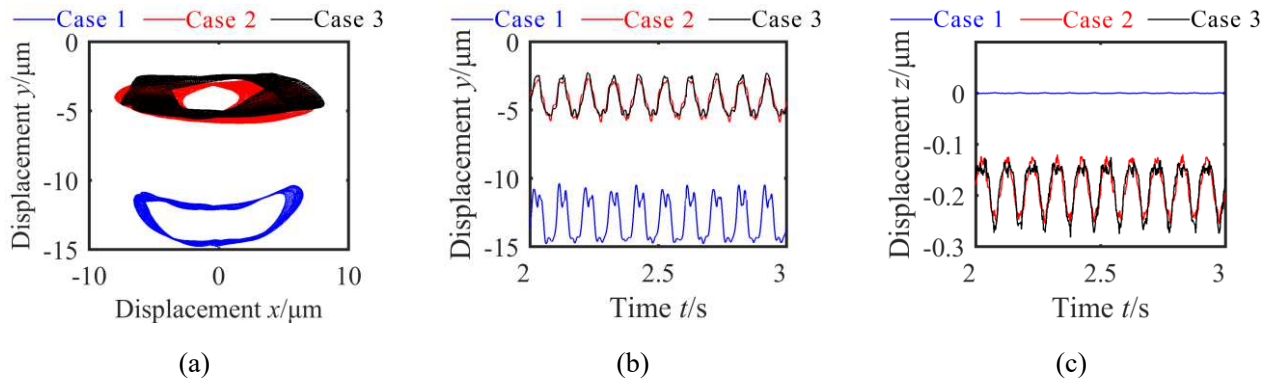 Case 1 Case 2 Case 3
Displacement y/μm
0
-5
-10
-15
-10 0 10
Displacement x/μm
(a)
Case 1 Case 2 Case 3
Displacement y/μm
0
-5
-10
-15
2 2.5 3
Time t/s
(b)
Case 1 Case 2 Case 3
Displacement z/μm
0
-0.1
-0.2
-0.3
2 2.5 3
Time t/s
(c)